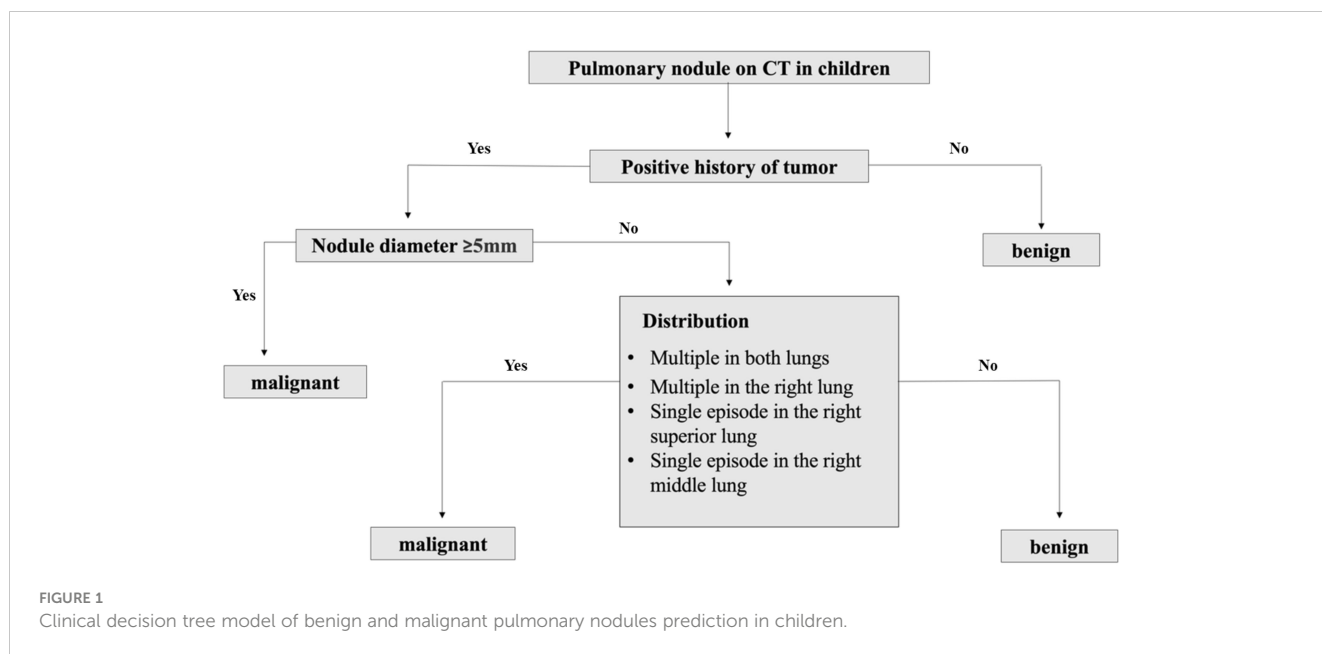 Pulmonary nodule on CT in children
Yes
Positive history of tumor
No
Nodule diameter ≥5mm
No
benign
Yes
malignant
Distribution
• Multiple in both lungs
• Multiple in the right lung
• Single episode in the right
superior lung
• Single episode in the right
middle lung
Yes
No
malignant
benign
FIGURE 1
Clinical decision tree model of benign and malignant pulmonary nodules prediction in children.